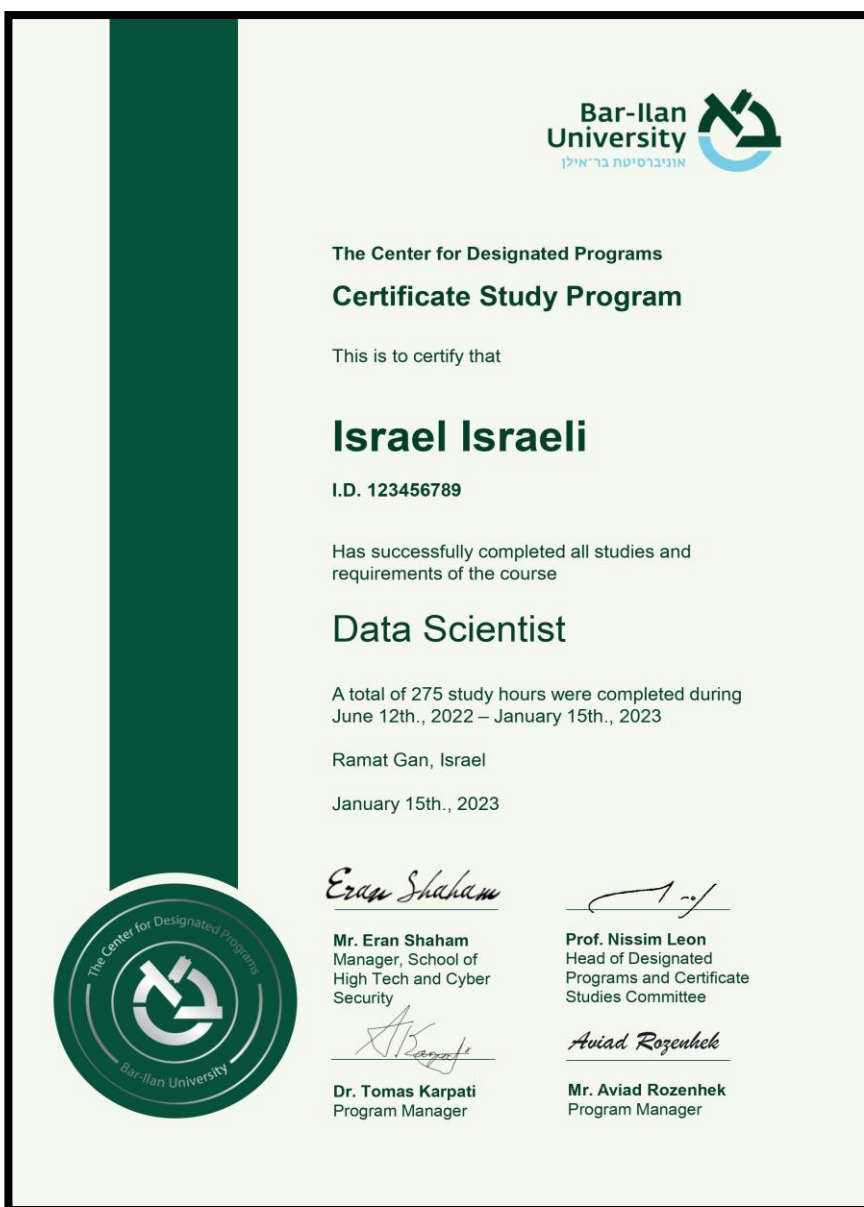 Bar-Ilan
University
אוניברסיטת בר־אילן
The Center for Designated Programs
Certificate Study Program
This is to certify that
Israel Israeli
I.D. 123456789
Has successfully completed all studies and
requirements of the course
Data Scientist
A total of 275 study hours were completed during
June 12th., 2022 – January 15th., 2023
Ramat Gan, Israel
January 15th., 2023
Eran Shaham
Mr. Eran Shaham
Manager, School of
High Tech and Cyber
Security
Prof. Nissim Leon
Head of Designated
Programs and Certificate
Studies Committee
AKarpati
Dr. Tomas Karpati
Program Manager
Aviad Rozenhek
Mr. Aviad Rozenhek
Program Manager
The Center for Designated Programs
Bar-Ilan University